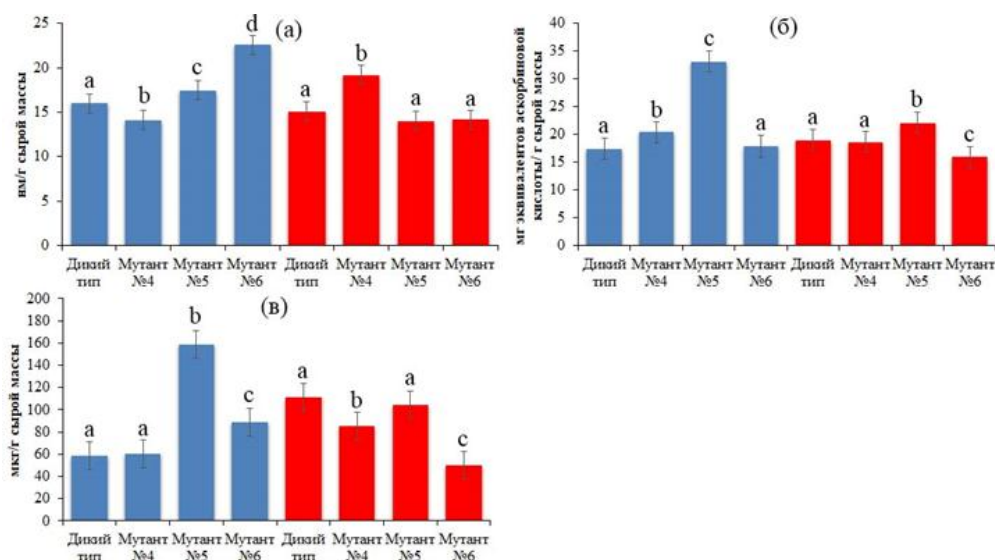 (а)
нм/г сырой массы
25
20
15
10
5
0
a
b
c
d
a
b
a
a
Дикий тип
Мутант №4
Мутант №5
Мутант №6
Дикий тип
Мутант №4
Мутант №5
Мутант №6
(б)
мг эквивалентов аскорбиновой
кислоты/ г сырой массы
40
35
30
25
20
15
10
5
0
a
b
c
a
a
a
b
c
Дикий тип
Мутант №4
Мутант №5
Мутант №6
Дикий тип
Мутант №4
Мутант №5
Мутант №6
(в)
мкг/г сырой массы
200
180
160
140
120
100
80
60
40
20
0
a
a
b
c
a
b
a
c
Дикий тип
Мутант №4
Мутант №5
Мутант №6
Дикий тип
Мутант №4
Мутант №5
Мутант №6